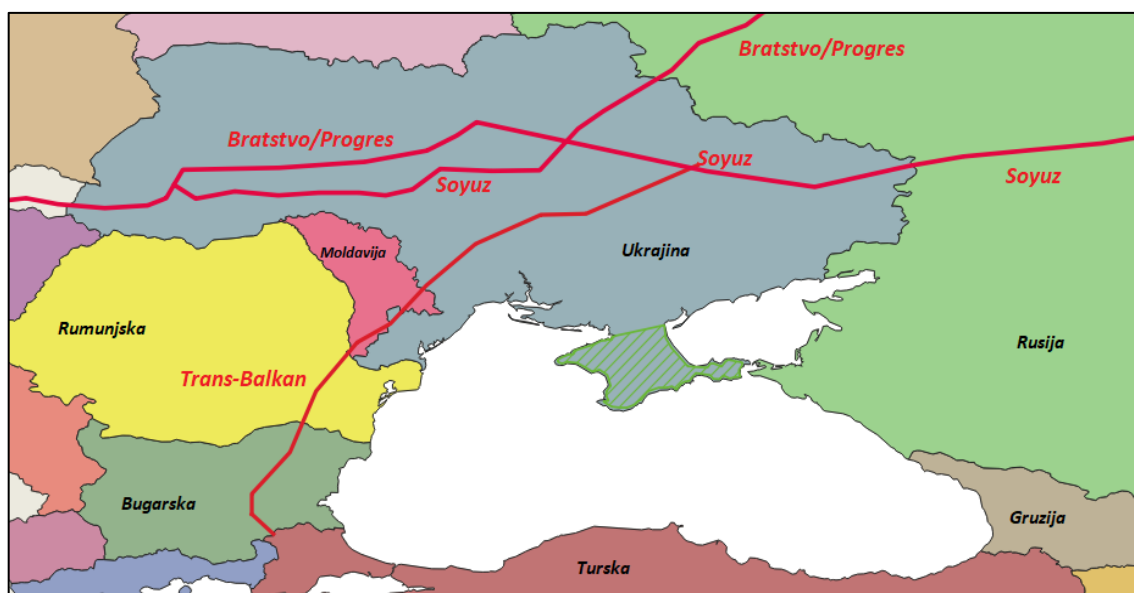 Bratstvo/Progres
Bratstvo/Progres
Soyuz
Soyuz
Soyuz
Moldavija
Ukrajina
Rumunjska
Rusija
Trans-Balkan
Bugarska
Gruzija
Turska